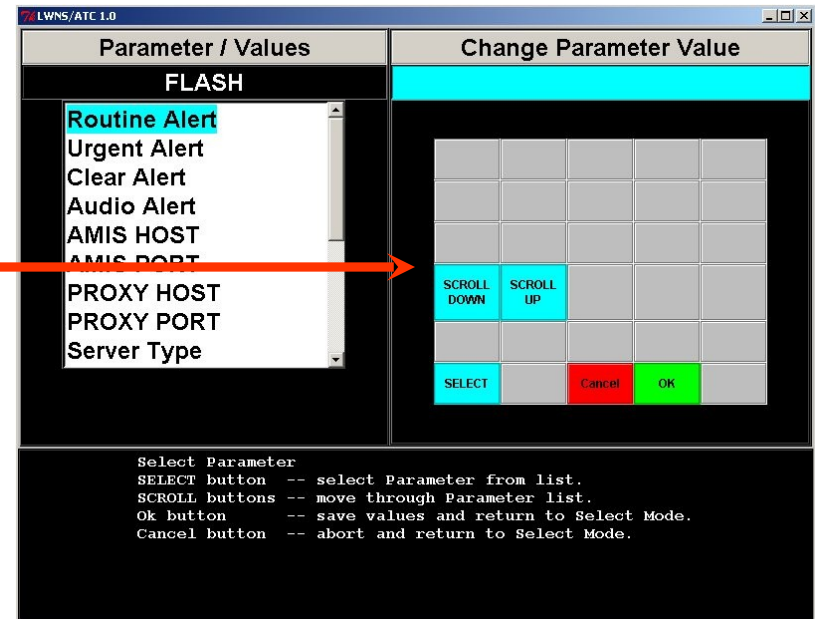 LWNS/ATC 1.0
Parameter / Values
Change Parameter Value
FLASH
Routine Alert
Urgent Alert
Clear Alert
Audio Alert
AMIS HOST
AMIS PORT
PROXY HOST
PROXY PORT
Server Type
SCROLL DOWN
SCROLL UP
SELECT
Cancel
OK
Select Parameter
SELECT button -- select Parameter from list.
SCROLL buttons -- move through Parameter list.
Ok button -- save values and return to Select Mode.
Cancel button -- abort and return to Select Mode.